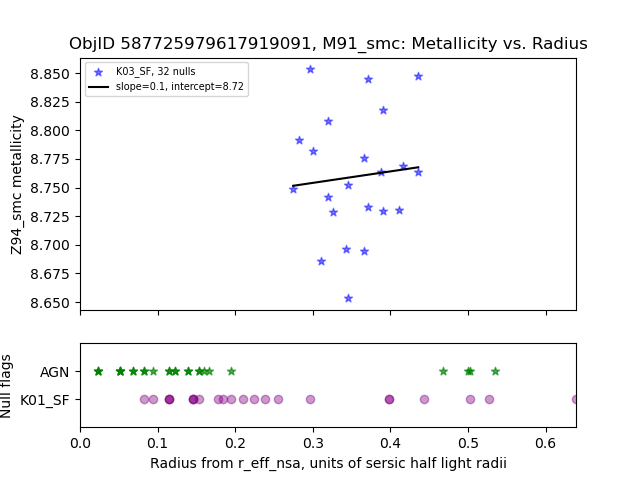 ObjID 587725979617919091, M91_smc: Metallicity vs. Radius
K03_SF, 32 nulls
slope=0.1, intercept=8.72
Z94_smc metallicity
8.850
8.825
8.800
8.775
8.750
8.725
8.700
8.675
8.650
Null flags
AGN
K01_SF
0.0 0.1 0.2 0.3 0.4 0.5 0.6
Radius from r_eff_nsa, units of sersic half light radii